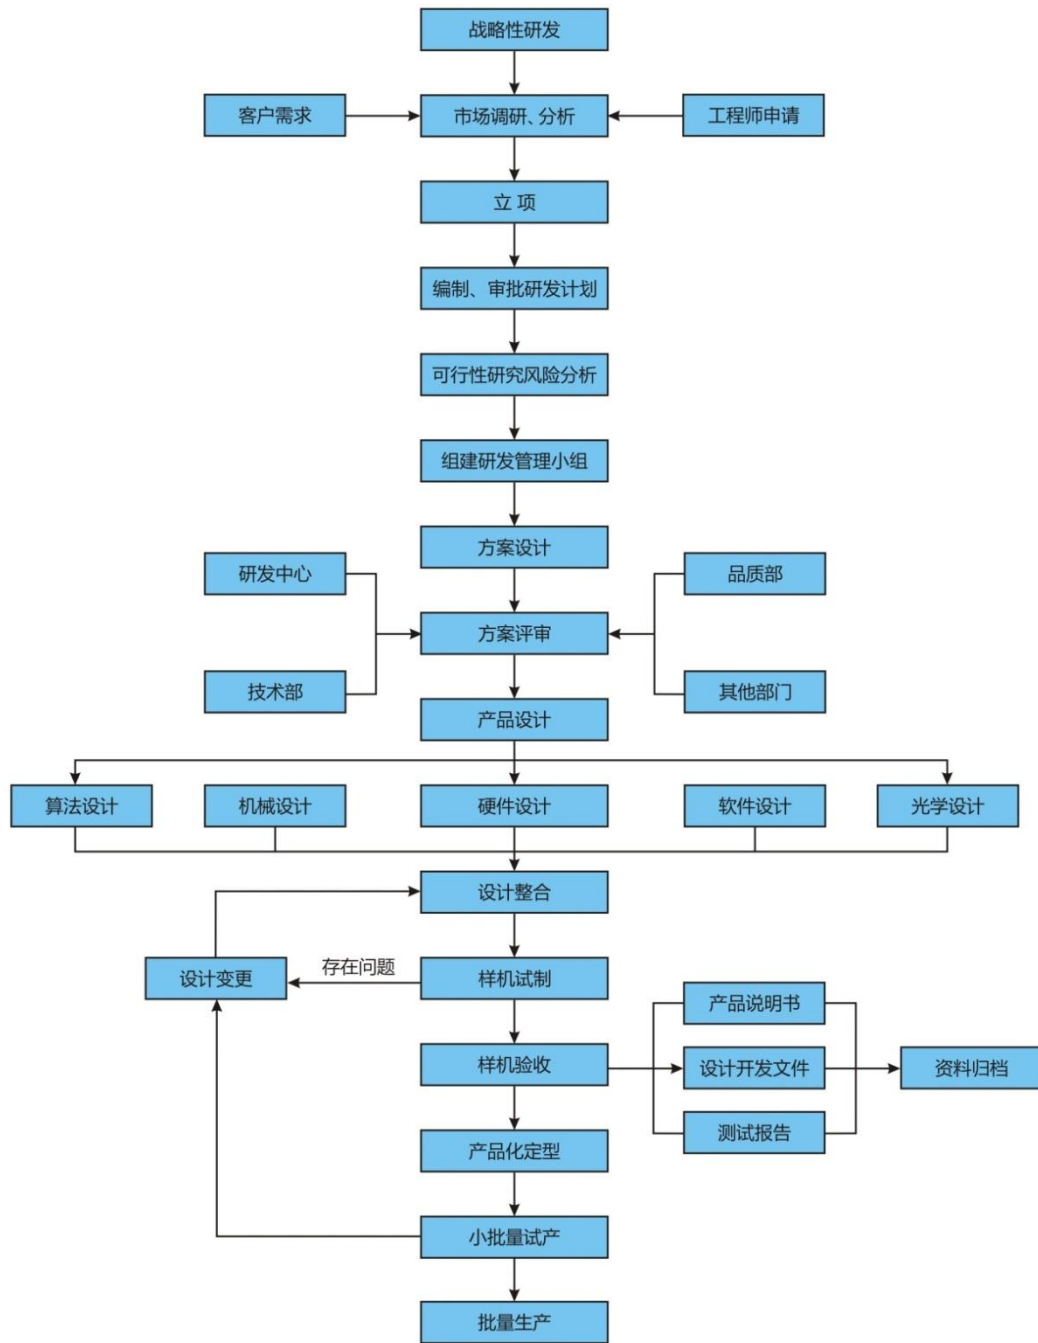 战略性研发
客户需求
市场调研、分析
工程师申请
立 项
编制、审批研发计划
可行性研究风险分析
组建研发管理小组
方案设计
研发中心
品质部
方案评审
技术部
其他部门
产品设计
算法设计
机械设计
硬件设计
软件设计
光学设计
设计整合
设计变更
存在问题
样机试制
产品说明书
样机验收
设计开发文件
资料归档
测试报告
产品化定型
小批量试产
批量生产